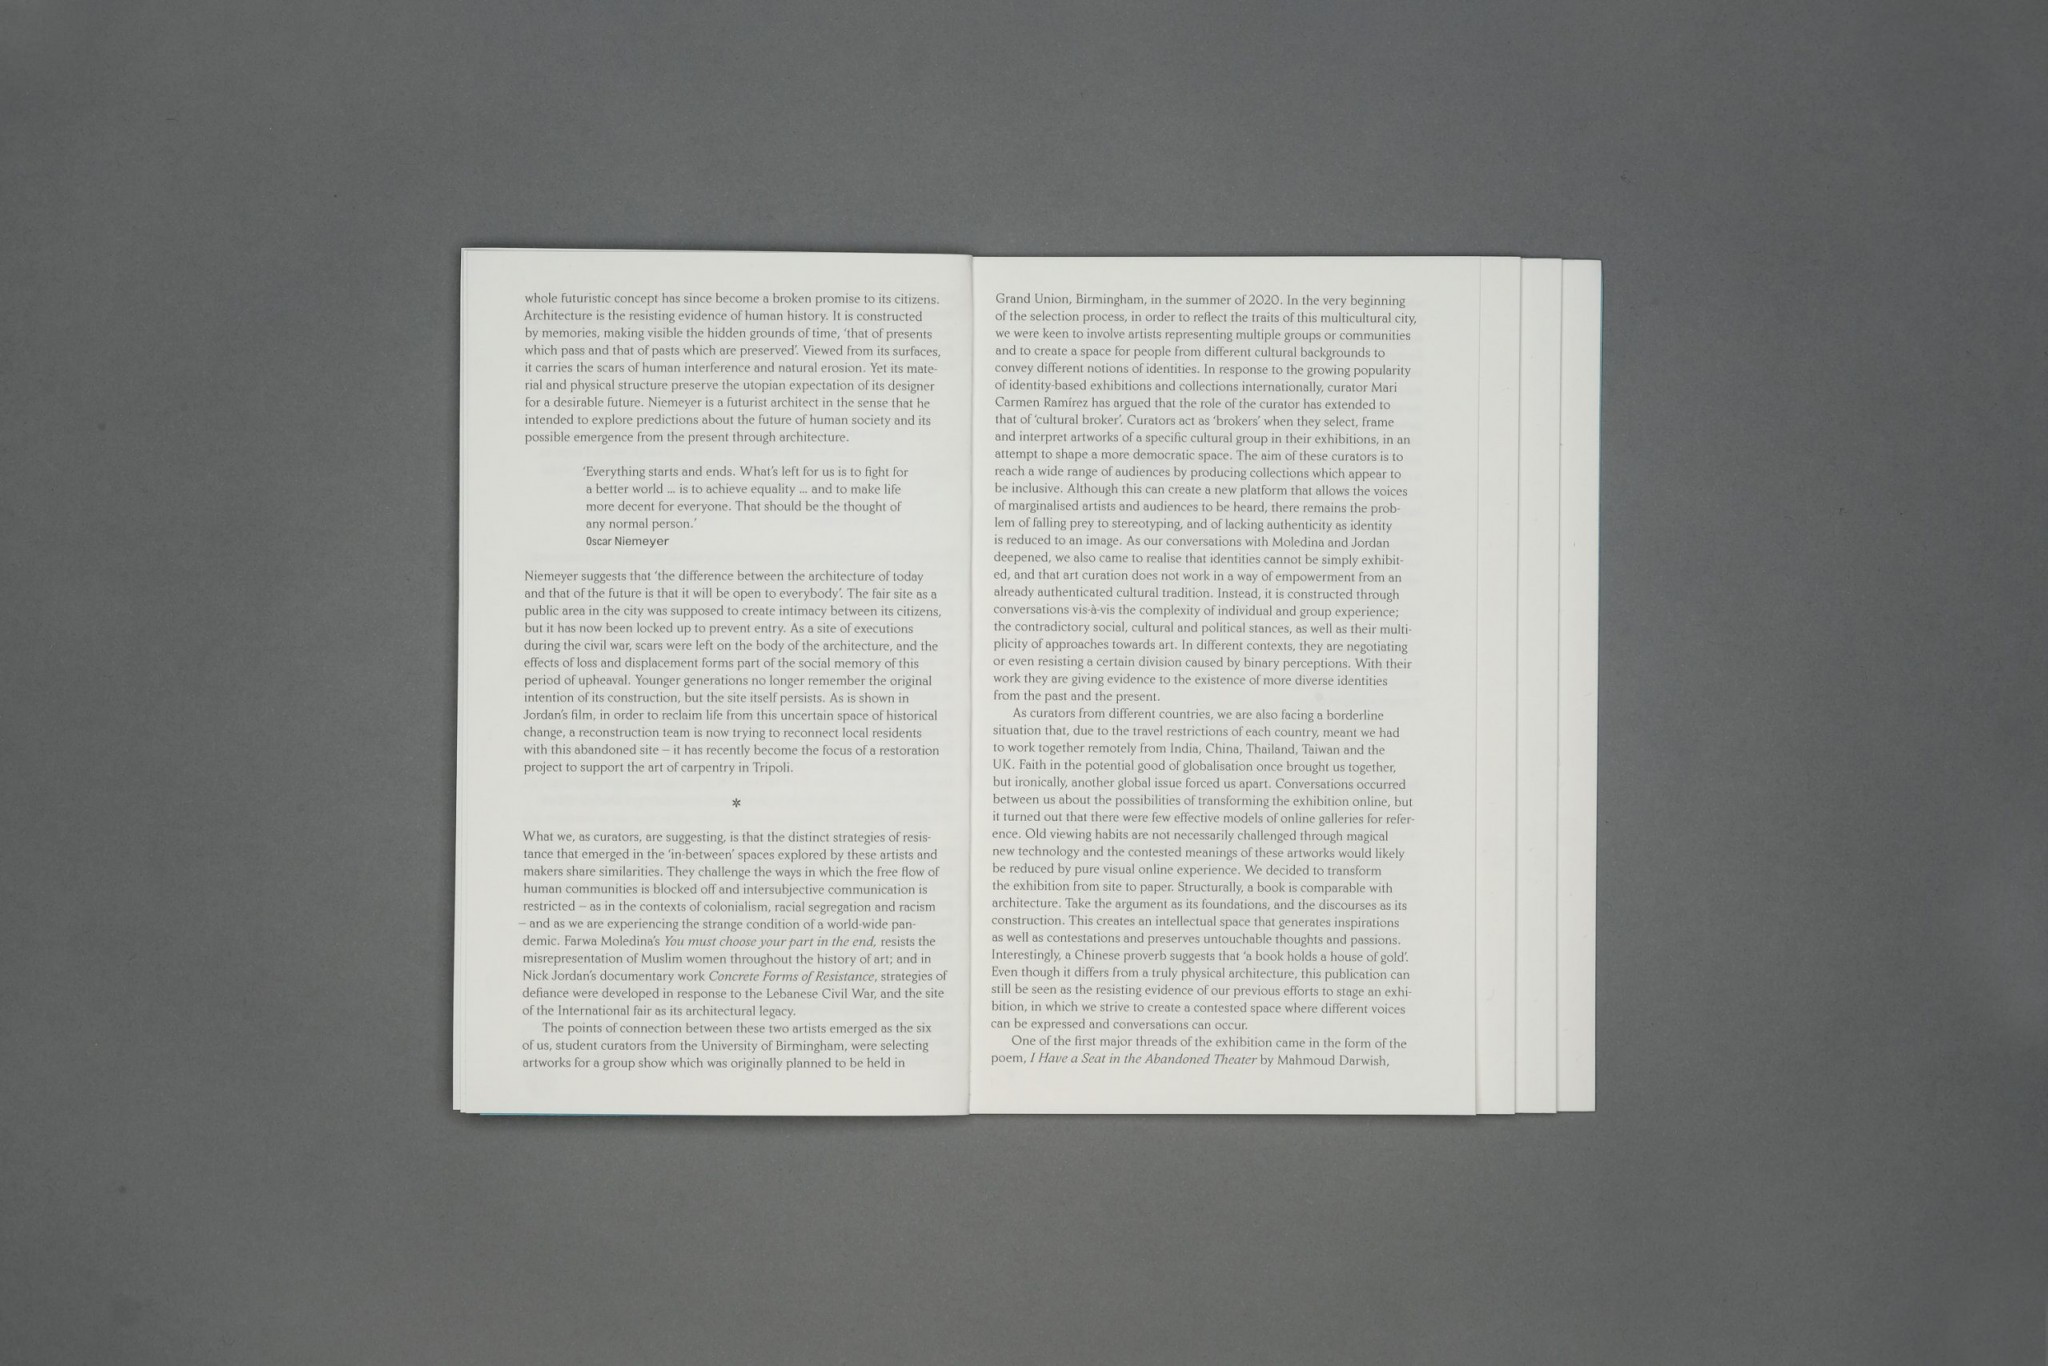 whole futuristic concept has since become a broken promise to its citizens.
Architecture is the resisting evidence of human history. It is constructed
by memories, making visible the hidden grounds of time, ‘that of presents
which pass and that of pasts which are preserved’. Viewed from its surfaces,
it carries the scars of human interference and natural erosion. Yet its mate-
rial and physical structure preserve the utopian expectation of its designer
for a desirable future. Niemeyer is a futurist architect in the sense that he
intended to explore predictions about the future of human society and its
possible emergence from the present through architecture.
‘Everything starts and ends. What’s left for us is to fight for
a better world ... is to achieve equality ... and to make life
more decent for everyone. That should be the thought of
any normal person.’
Oscar Niemeyer
Niemeyer suggests that ‘the difference between the architecture of today
and that of the future is that it will be open to everybody’. The fair site as a
public area in the city was supposed to create intimacy between its citizens,
but it has now been locked up to prevent entry. As a site of executions
during the civil war, scars were left on the body of the architecture, and the
effects of loss and displacement forms part of the social memory of this
period of upheaval. Younger generations no longer remember the original
intention of its construction, but the site itself persists. As is shown in
Jordan’s film, in order to reclaim life from this uncertain space of historical
change, a reconstruction team is now trying to reconnect local residents
with this abandoned site – it has recently become the focus of a restoration
project to support the art of carpentry in Tripoli.
*
What we, as curators, are suggesting, is that the distinct strategies of resis-
tance that emerged in the ‘in-between’ spaces explored by these artists and
makers share similarities. They challenge the ways in which the free flow of
human communities is blocked off and intersubjective communication is
restricted – as in the contexts of colonialism, racial segregation and racism
– and as we are experiencing the strange condition of a world-wide pan-
demic. Farwa Moledina’s You must choose your part in the end, resists the
misrepresentation of Muslim women throughout the history of art; and in
Nick Jordan’s documentary work Concrete Forms of Resistance, strategies of
defiance were developed in response to the Lebanese Civil War, and the site
of the International fair as its architectural legacy.
The points of connection between these two artists emerged as the six
of us, student curators from the University of Birmingham, were selecting
artworks for a group show which was originally planned to be held in
Grand Union, Birmingham, in the summer of 2020. In the very beginning
of the selection process, in order to reflect the traits of this multicultural city,
we were keen to involve artists representing multiple groups or communities
and to create a space for people from different cultural backgrounds to
convey different notions of identities. In response to the growing popularity
of identity-based exhibitions and collections internationally, curator Mari
Carmen Ramírez has argued that the role of the curator has extended to
that of ‘cultural broker’. Curators act as ‘brokers’ when they select, frame
and interpret artworks of a specific cultural group in their exhibitions, in an
attempt to shape a more democratic space. The aim of these curators is to
reach a wide range of audiences by producing collections which appear to
be inclusive. Although this can create a new platform that allows the voices
of marginalised artists and audiences to be heard, there remains the prob-
lem of falling prey to stereotyping, and of lacking authenticity as identity
is reduced to an image. As our conversations with Moledina and Jordan
deepened, we also came to realise that identities cannot be simply exhibit-
ed, and that art curation does not work in a way of empowerment from an
already authenticated cultural tradition. Instead, it is constructed through
conversations vis-à-vis the complexity of individual and group experience;
the contradictory social, cultural and political stances, as well as their multi-
plicity of approaches towards art. In different contexts, they are negotiating
or even resisting a certain division caused by binary perceptions. With their
work they are giving evidence to the existence of more diverse identities
from the past and the present.
As curators from different countries, we are also facing a borderline
situation that, due to the travel restrictions of each country, meant we had
to work together remotely from India, China, Thailand, Taiwan and the
UK. Faith in the potential good of globalisation once brought us together,
but ironically, another global issue forced us apart. Conversations occurred
between us about the possibilities of transforming the exhibition online, but
it turned out that there were few effective models of online galleries for refer-
ence. Old viewing habits are not necessarily challenged through magical
new technology and the contested meanings of these artworks would likely
be reduced by pure visual online experience. We decided to transform
the exhibition from site to paper. Structurally, a book is comparable with
architecture. Take the argument as its foundations, and the discourses as its
construction. This creates an intellectual space that generates inspirations
as well as contestations and preserves untouchable thoughts and passions.
Interestingly, a Chinese proverb suggests that ‘a book holds a house of gold’.
Even though it differs from a truly physical architecture, this publication can
still be seen as the resisting evidence of our previous efforts to stage an exhi-
bition, in which we strive to create a contested space where different voices
can be expressed and conversations can occur.
One of the first major threads of the exhibition came in the form of the
poem, I Have a Seat in the Abandoned Theater by Mahmoud Darwish,